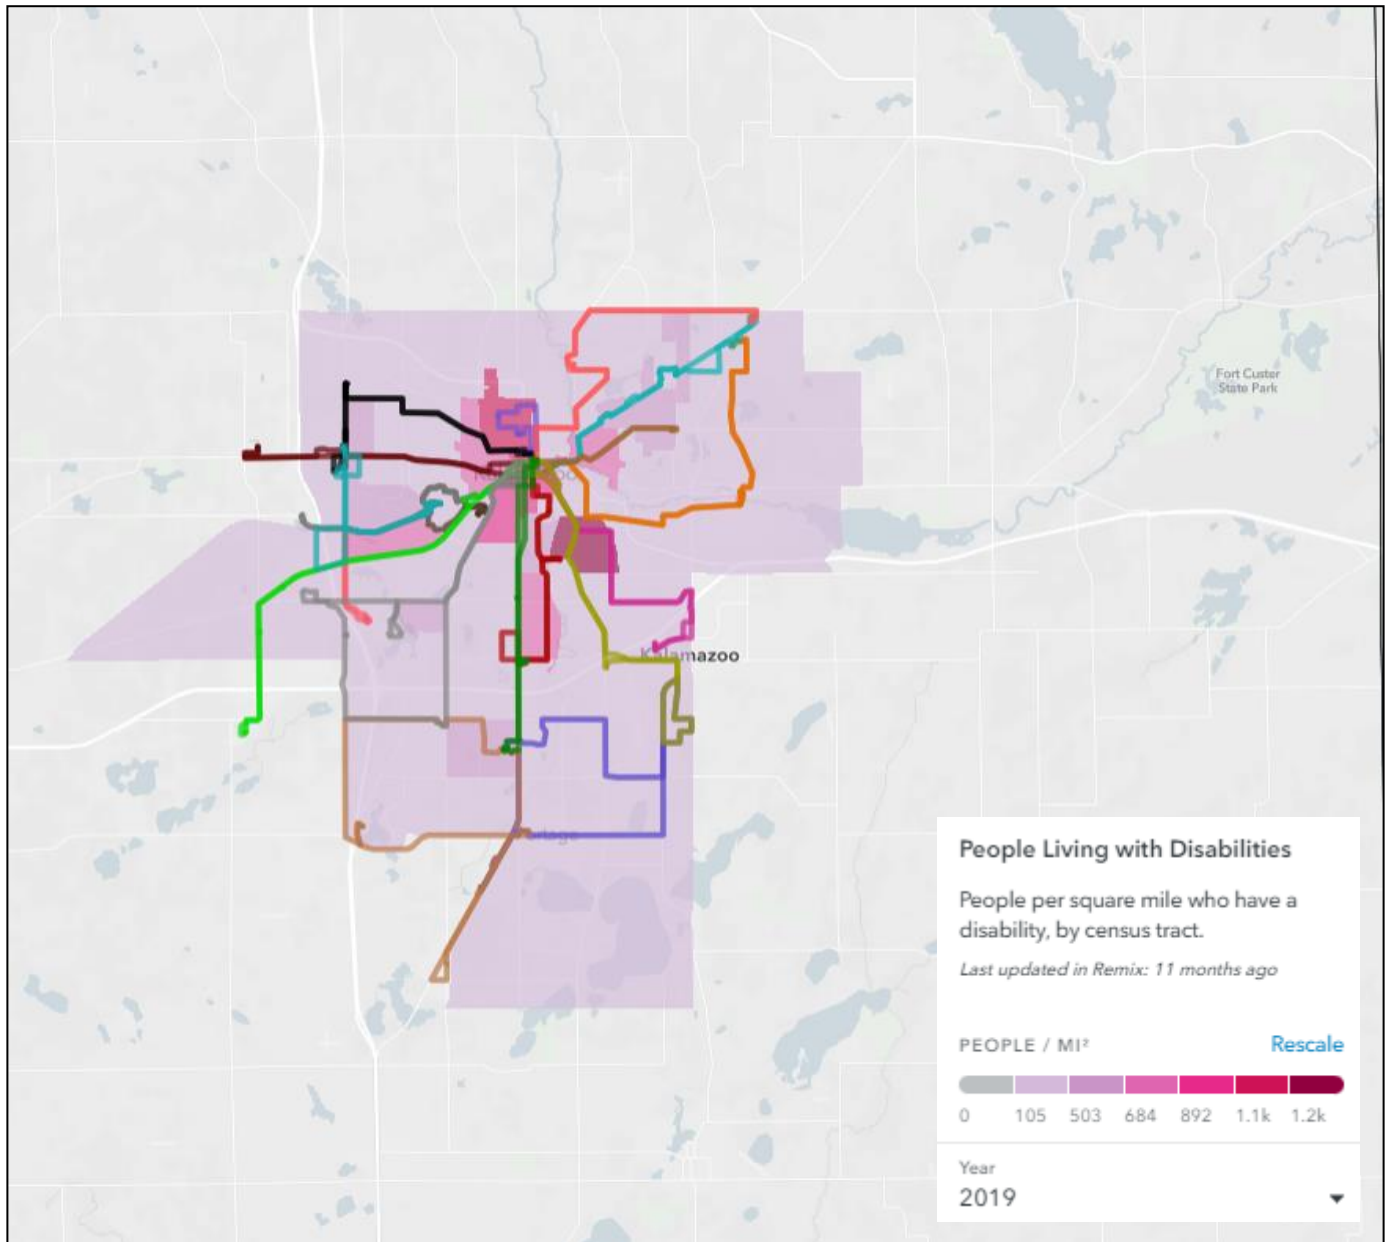 Fort Custer
State Park
Kalamazoo
Portage
People Living with Disabilities
People per square mile who have a
disability, by census tract.
Last updated in Remix: 11 months ago
PEOPLE / MI²
Rescale
0 105 503 684 892 1.1k 1.2k
Year
2019